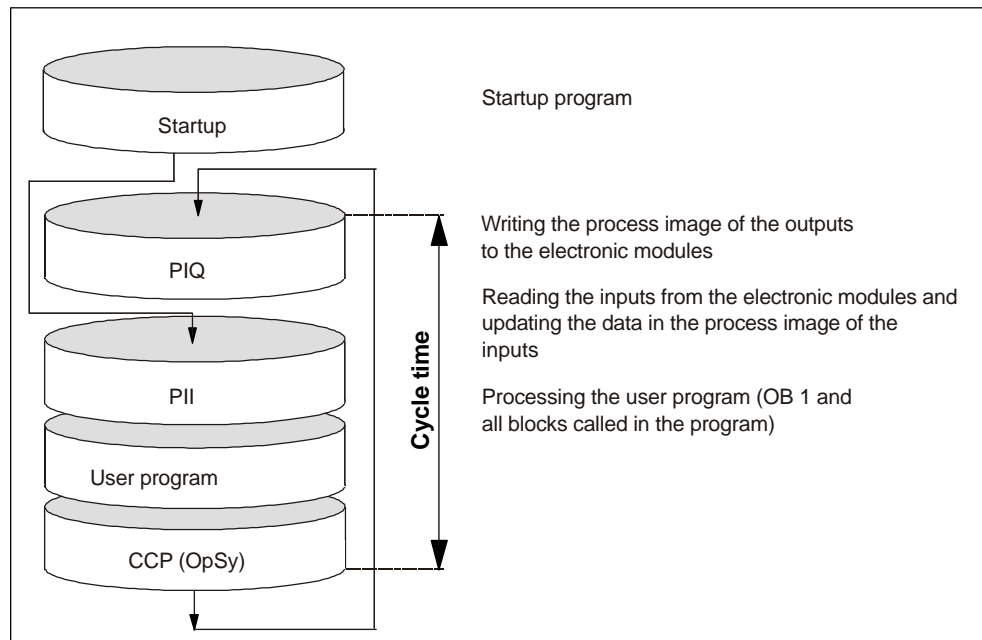 Startup
Startup program
PIQ
Writing the process image of the outputs
to the electronic modules
PII
Reading the inputs from the electronic modules and
updating the data in the process image of the
inputs
User program
Processing the user program (OB 1 and
all blocks called in the program)
CCP (OpSy)
Cycle time